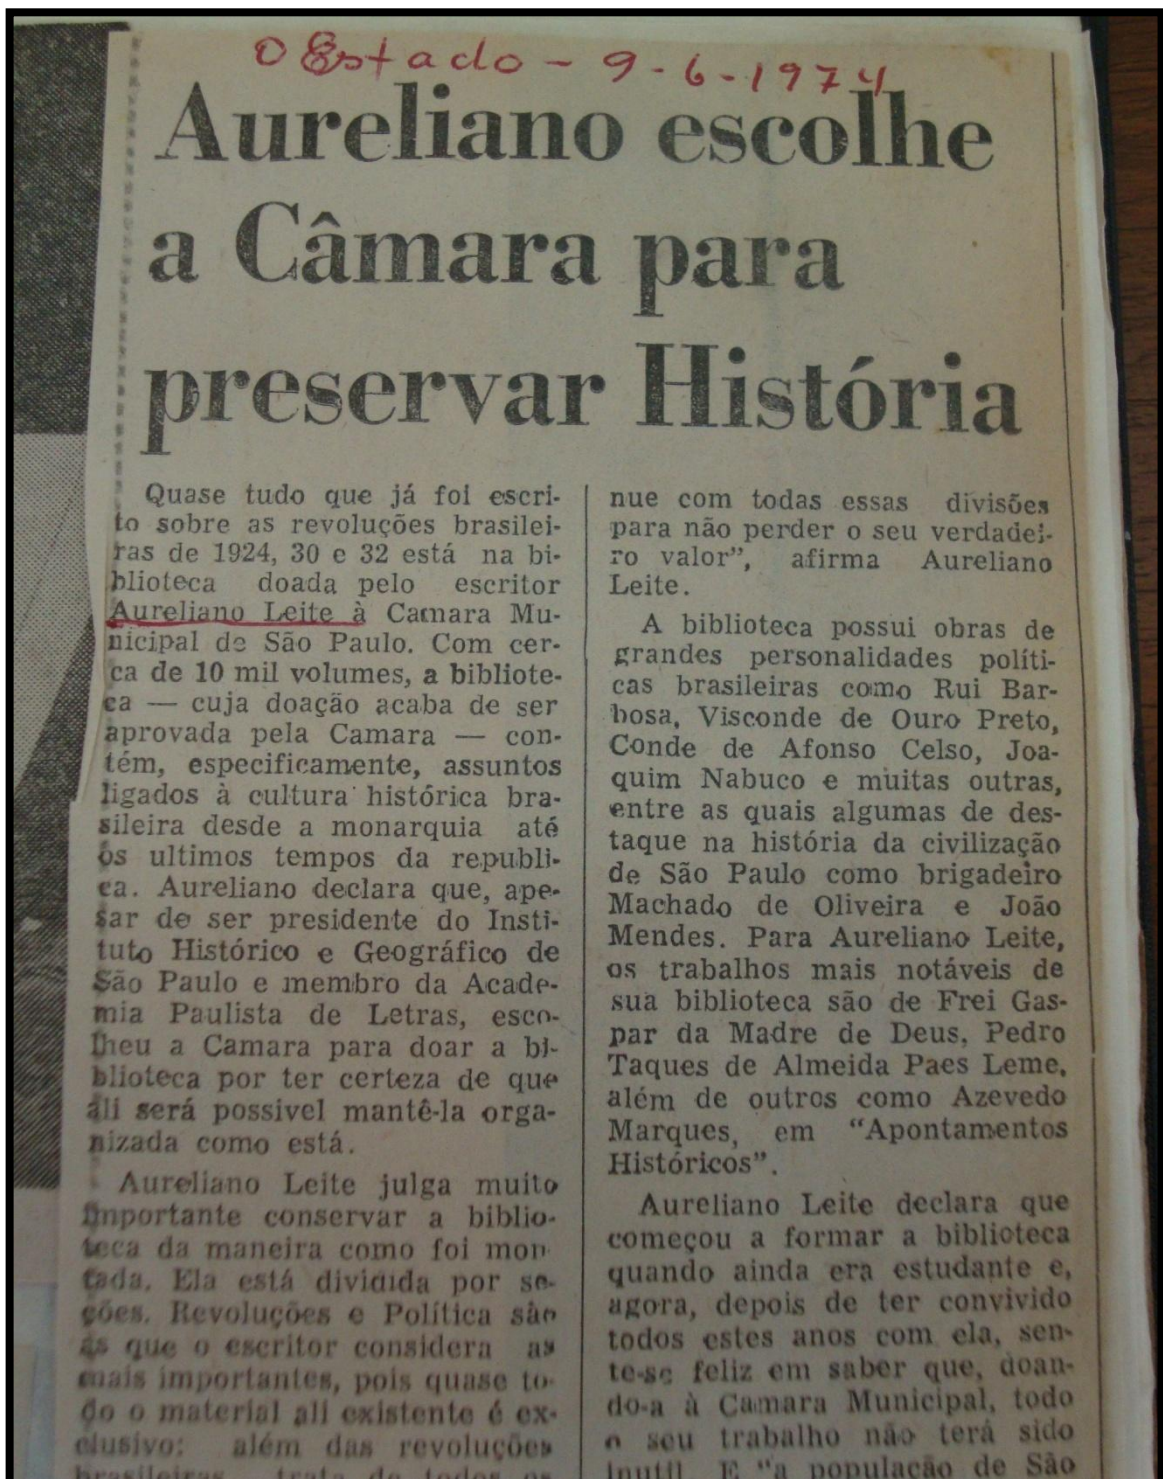 O Estado - 9-6-1974
Aureliano escolhe
a Câmara para
preservar História
Quase tudo que já foi escri-
to sobre as revoluções brasilei-
ras de 1924, 30 e 32 está na bi-
blioteca doada pelo escritor
Aureliano Leite à Camara Mu-
nicipal de São Paulo. Com cer-
ca de 10 mil volumes, a bibliote-
ca — cuja doação acaba de ser
aprovada pela Camara — con-
tém, especificamente, assuntos
ligados à cultura histórica bra-
sileira desde a monarquia até
os ultimos tempos da republi-
ca. Aureliano declara que, ape-
sar de ser presidente do Insti-
tuto Histórico e Geográfico de
São Paulo e membro da Acade-
mia Paulista de Letras, esco-
lheu a Camara para doar a bi-
blioteca por ter certeza de que
ali será possivel mantê-la orga-
nizada como está.
Aureliano Leite julga muito
importante conservar a biblio-
teca da maneira como foi mon
tada. Ela está dividida por se-
ções. Revoluções e Política são
as que o escritor considera as
mais importantes, pois quase to-
do o material ali existente é ex-
clusivo: além das revoluções
brasileiras trata de todos os
nue com todas essas divisões
para não perder o seu verdadei-
ro valor”, afirma Aureliano
Leite.
A biblioteca possui obras de
grandes personalidades políti-
cas brasileiras como Rui Bar-
bosa, Visconde de Ouro Preto,
Conde de Afonso Celso, Joa-
quim Nabuco e muitas outras,
entre as quais algumas de des-
taque na história da civilização
de São Paulo como brigadeiro
Machado de Oliveira e João
Mendes. Para Aureliano Leite,
os trabalhos mais notáveis de
sua biblioteca são de Frei Gas-
par da Madre de Deus, Pedro
Taques de Almeida Paes Leme,
além de outros como Azevedo
Marques, em “Apontamentos
Históricos”.
Aureliano Leite declara que
começou a formar a biblioteca
quando ainda era estudante e,
agora, depois de ter convivido
todos estes anos com ela, sen-
te-se feliz em saber que, doan-
do-a à Camara Municipal, todo
o seu trabalho não terá sido
inutil. E “a população de São